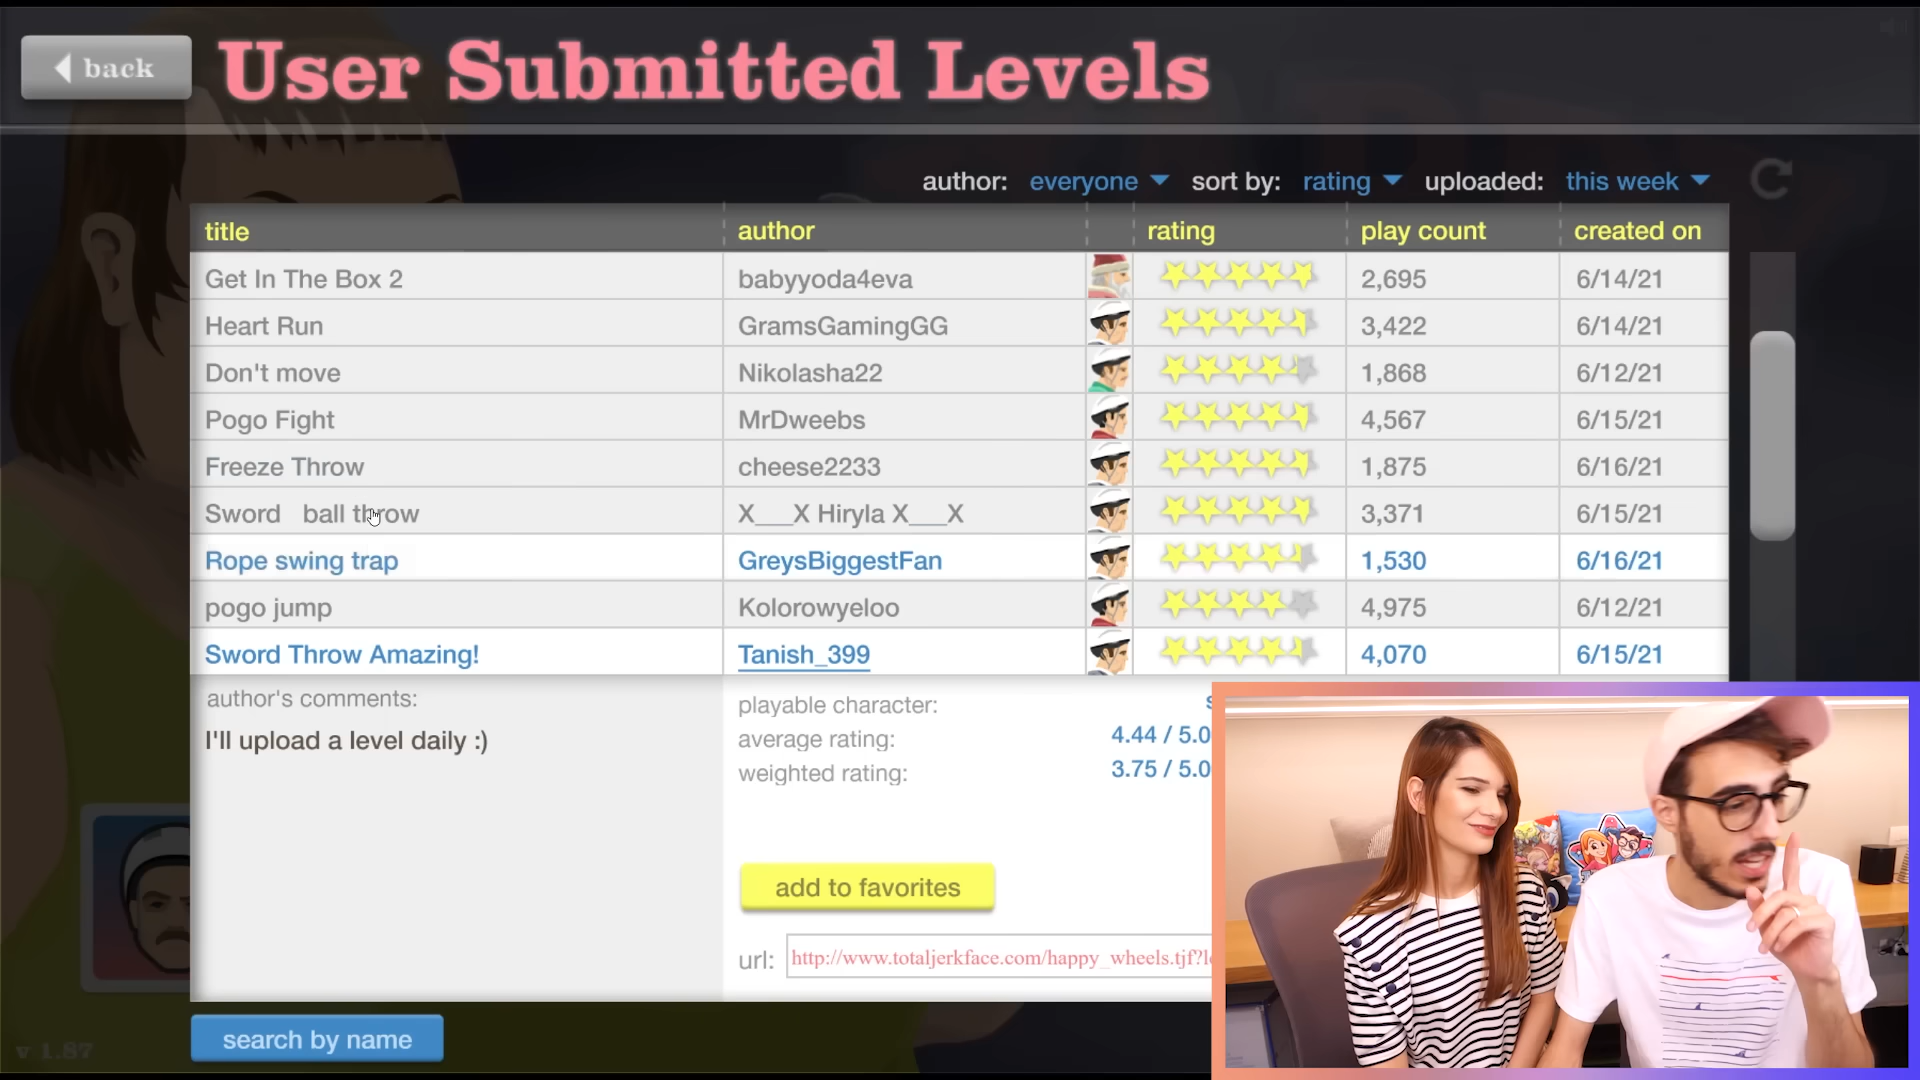 back
User Submitted Levels
author: everyone sort by: rating uploaded: this week
title author rating play count created on
Get In The Box 2 babyyoda4eva 2,695 6/14/21
Heart Run GramsGamingGG 3,422 6/14/21
Don't move Nikolasha22 1,868 6/12/21
Pogo Fight MrDweebs 4,567 6/15/21
Freeze Throw cheese2233 1,875 6/16/21
Sword ball throw X___X Hiryla X___X 3,371 6/15/21
Rope swing trap GreysBiggestFan 1,530 6/16/21
pogo jump Kolorowyeloo 4,975 6/12/21
Sword Throw Amazing! Tanish_399 4,070 6/15/21
author's comments:
I'll upload a level daily :)
playable character:
average rating: 4.44 / 5.0
weighted rating: 3.75 / 5.0
add to favorites
url: http://www.totaljerkface.com/happy_wheels.tjf?l
search by name
v 1.87